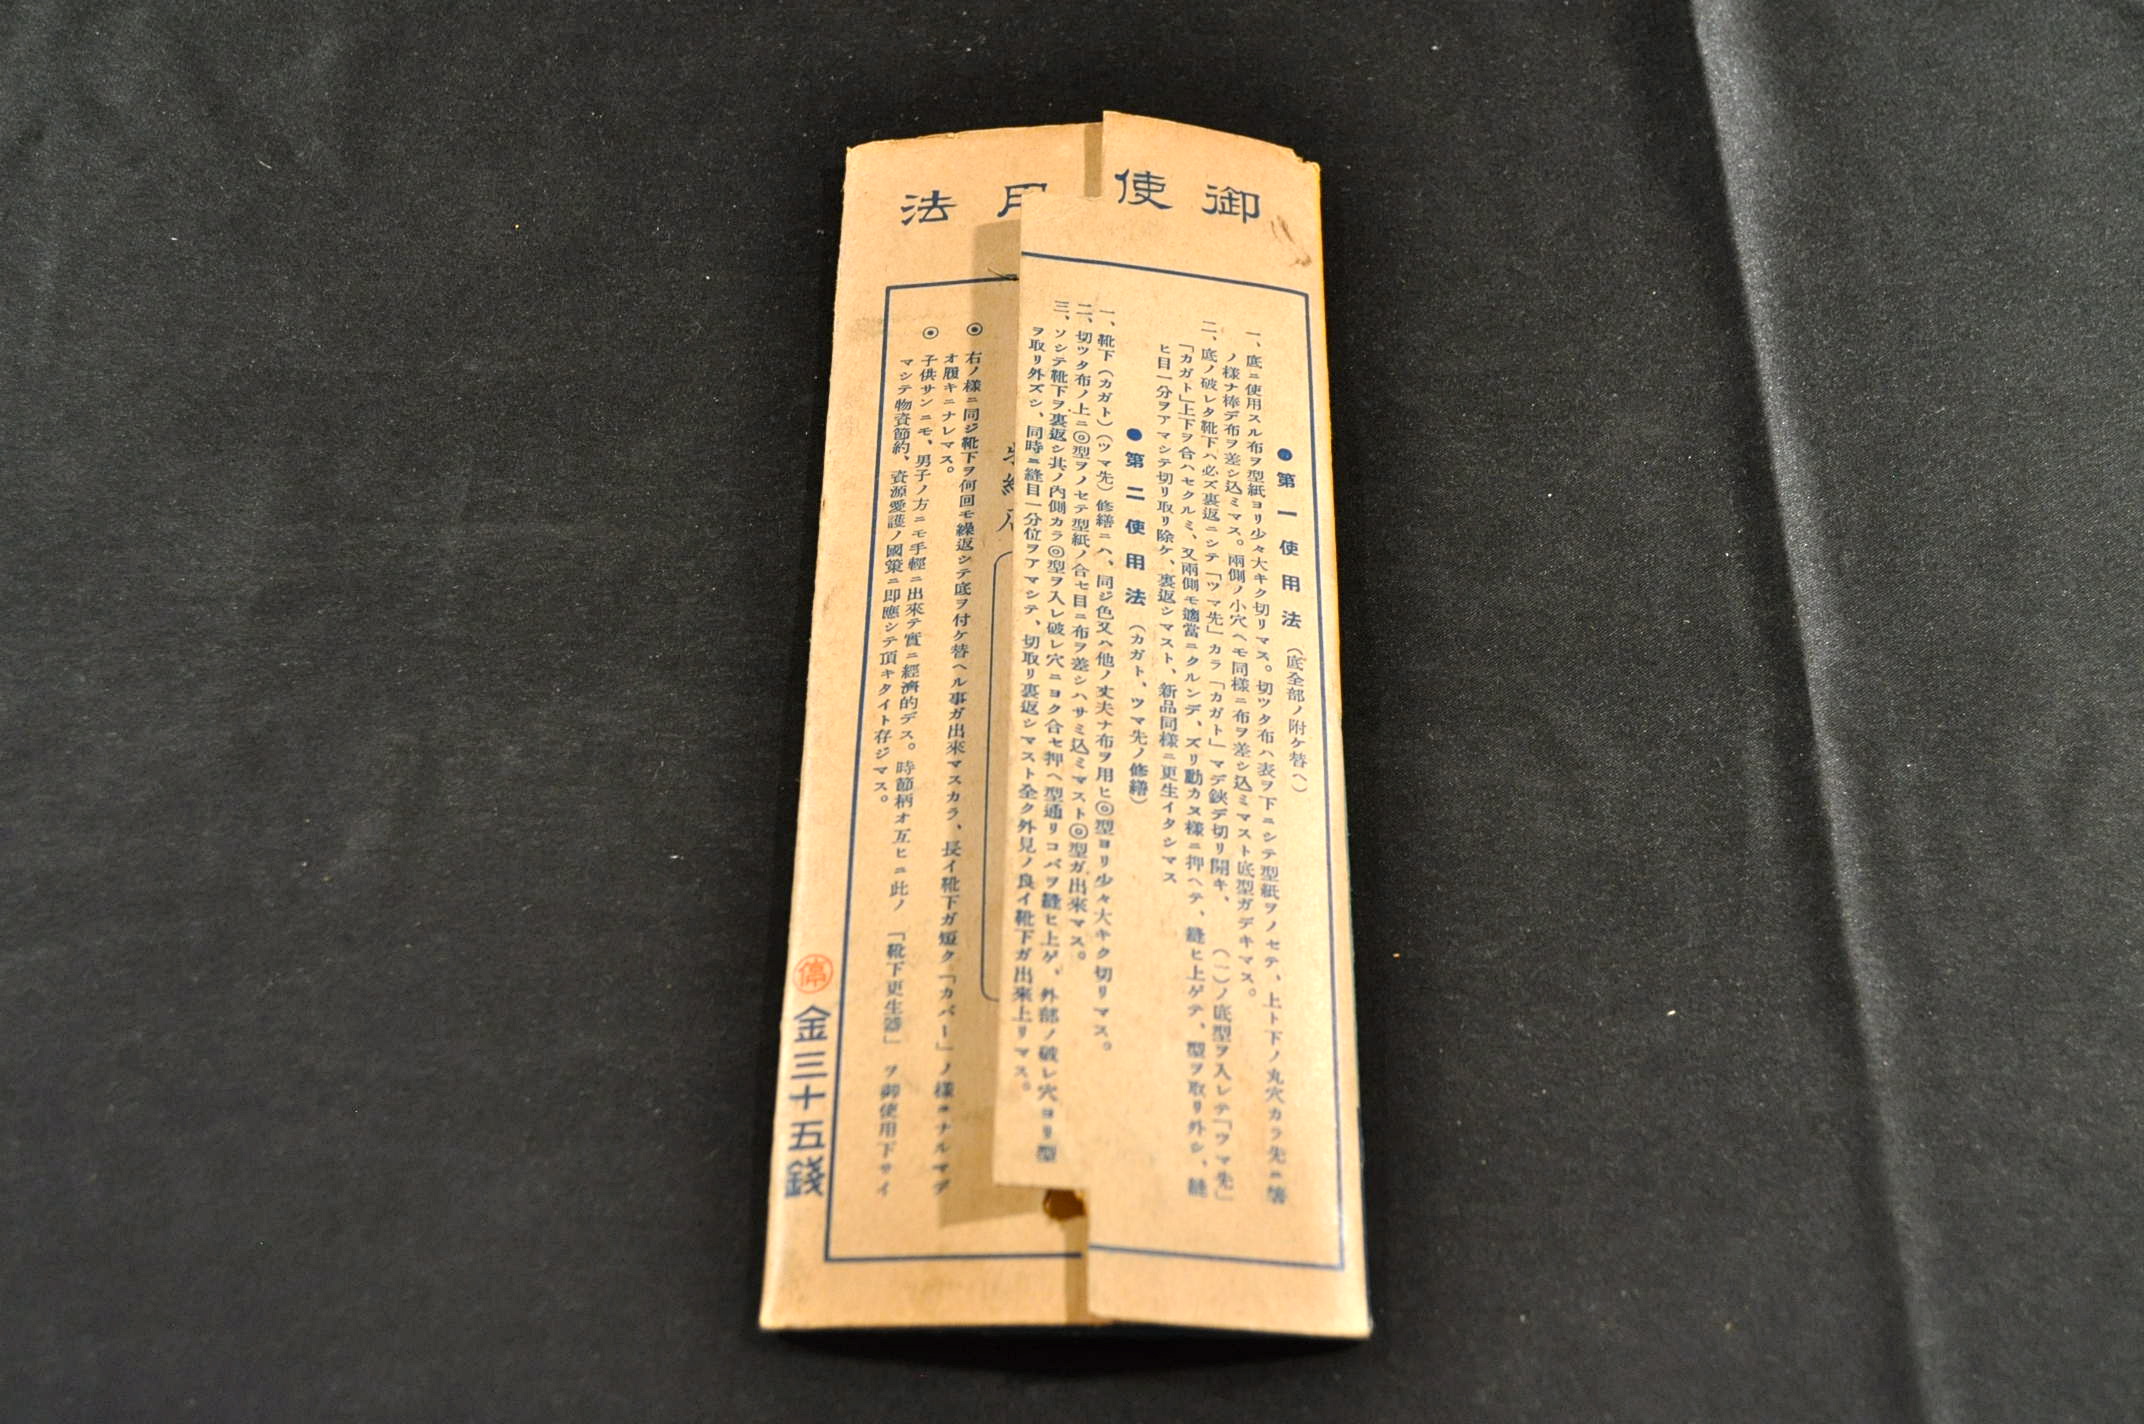 御使用法
●第一使用法（底全部ノ附ケ替ヘ）
一、底ニ使用スル布ヲ型紙ヨリ少々大キク切リマス。切ツタ布ハ表ヲ下ニシテ型紙ヲノセテ、上ト下ノ丸穴カラ先ニ箸
ノ様ナ棒デ布ヲ差シ込ミマス。兩側ノ小穴ヘモ同様ニ布ヲ差シ込ミマスト底型ガデキマス。
二、底ノ破レタ靴下ハ必ズ裏返ニシテ「ツマ先」カラ「カガト」マデ鋏デ切リ開キ、（一）ノ底型ヲ入レテ「ツマ先」
「カガト」上下ヲ合ハセクルミ、又兩側モ適當ニクルンデ、ズリ動カヌ様ニ押ヘテ、縫ヒ上ゲテ、型ヲ取リ外シ、縫
ヒ目一分ヲアマシテ切リ取リ除ケ、裏返シマスト、新品同様ニ更生イタシマス
●第二使用法（カガト、ツマ先ノ修繕）
一、靴下（カガト）（ツマ先）修繕ニハ、同ジ色又ハ他ノ丈夫ナ布ヲ用ヒ◎型ヨリ少々大キク切リマス。
二、切ツタ布ノ上ニ◎型ヲノセテ型紙ノ合セ目ニ布ヲ差シハサミ込ミマスト◎型ガ出来マス。
三、ソシテ靴下ヲ裏返シ其ノ内側カラ◎型ヲ入レ破レ穴ニヨク合セ押ヘ型通リコバヲ縫ヒ上ゲ、外部ノ破レ穴ヨリ型
ヲ取リ外ズシ、同時ニ縫目一分位ヲアマシテ、切取リ裏返シマスト全ク外見ノ良イ靴下ガ出来上リマス。
◉ 右ノ様ニ同ジ靴下ヲ何回モ繰返シテ底ヲ付ケ替ヘル事ガ出來マスカラ、長イ靴下ガ短ク「カバー」ノ様ニナルマデ
オ履キニナレマス。
◉ 子供サンニモ、男子ノ方ニモ手輕ニ出來テ實ニ經濟的デス。時節柄オ互ヒニ此ノ「靴下更生器」ヲ御使用下サイ
マシテ物資節約、資源愛護ノ國策ニ即應シテ頂キタイト存ジマス。
停 金三十五錢